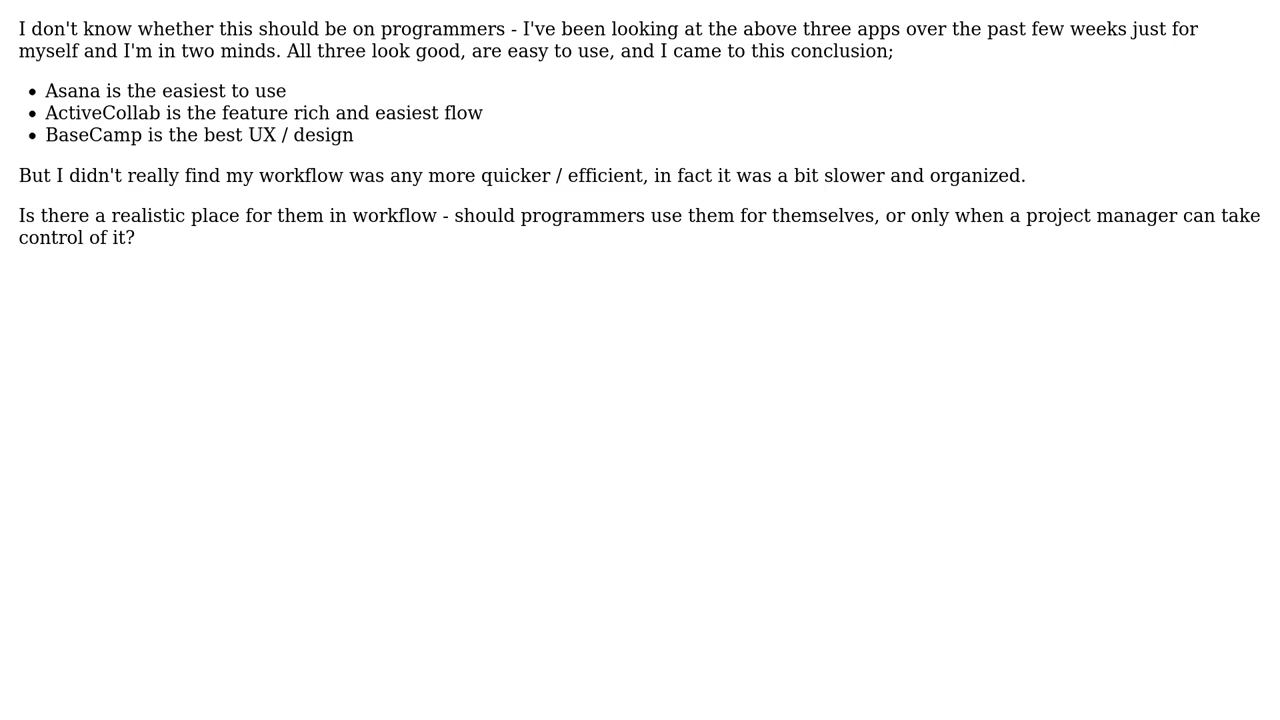 I don't know whether this should be on programmers - I've been looking at the above three apps over the past few weeks just for
myself and I'm in two minds. All three look good, are easy to use, and I came to this conclusion;
• Asana is the easiest to use
• ActiveCollab is the feature rich and easiest flow
• BaseCamp is the best UX / design
But I didn't really find my workflow was any more quicker / efficient, in fact it was a bit slower and organized.
Is there a realistic place for them in workflow - should programmers use them for themselves, or only when a project manager can take
control of it?